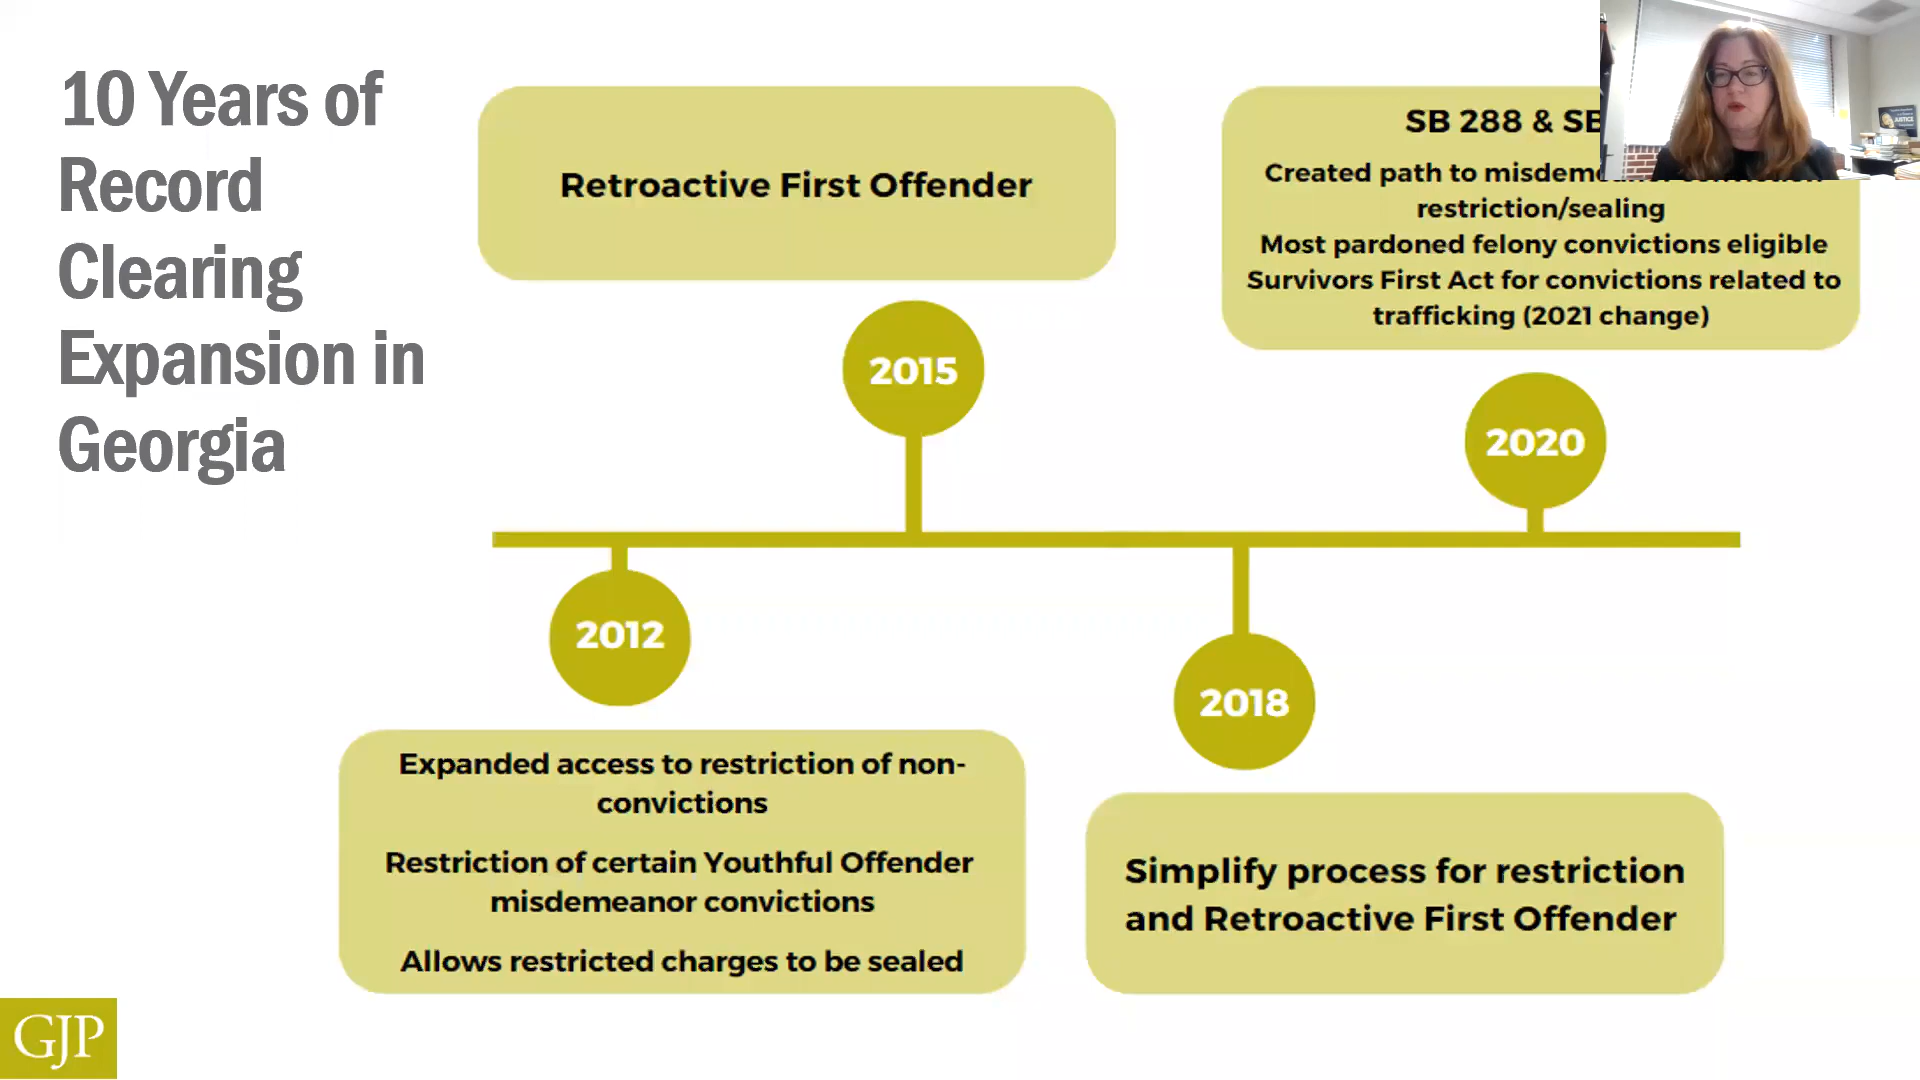 10 Years of
Record
Clearing
Expansion in
Georgia
Retroactive First Offender
SB 288 & SB
Created path to misdemeanor conviction
restriction/sealing
Most pardoned felony convictions eligible
Survivors First Act for convictions related to
trafficking (2021 change)
2015
2020
2012
2018
Expanded access to restriction of non-
convictions
Restriction of certain Youthful Offender
misdemeanor convictions
Allows restricted charges to be sealed
Simplify process for restriction
and Retroactive First Offender
GJP
JUSTICE